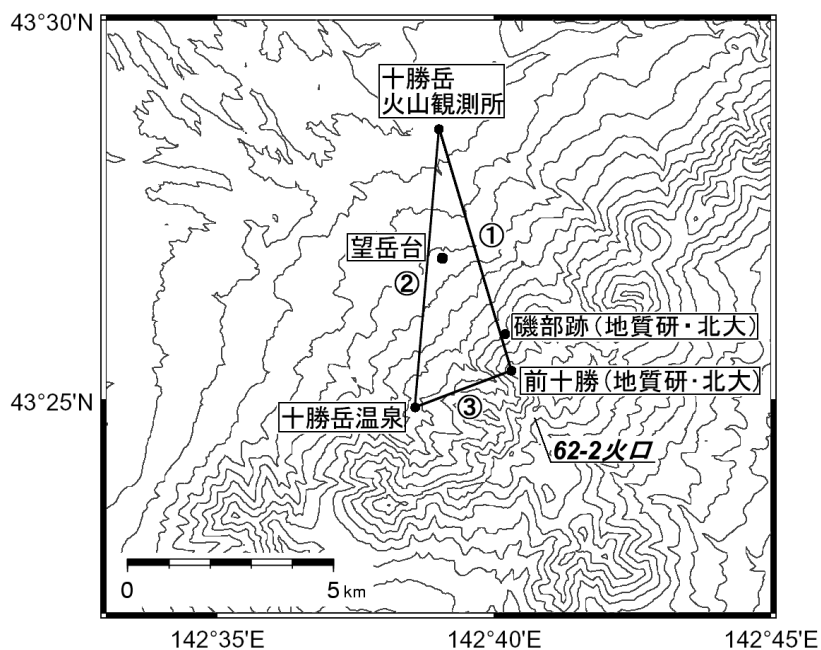 43°30'N
十勝岳
火山観測所
①
望岳台
②
磯部跡(地質研・北大)
前十勝(地質研・北大)
43°25'N
十勝岳温泉
③
62-2火口
0
5km
142°35'E
142°40'E
142°45'E